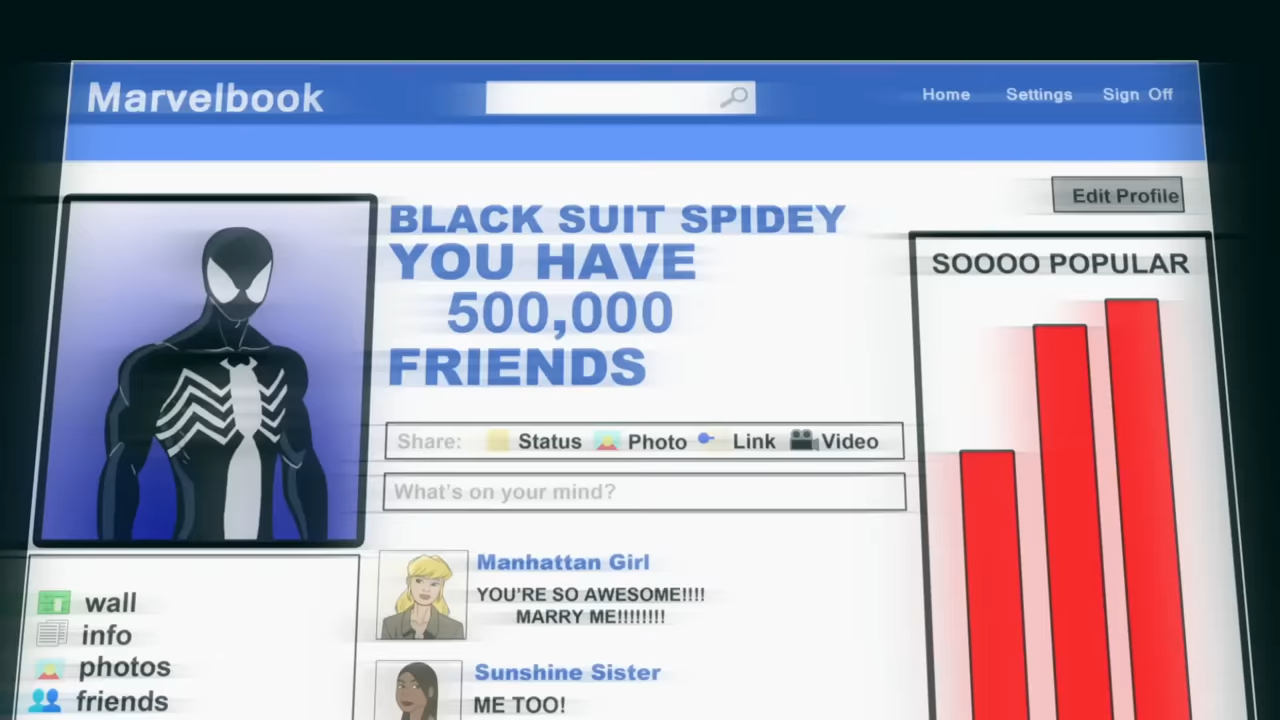 Marvelbook
Home Settings Sign Off
Edit Profile
BLACK SUIT SPIDEY
YOU HAVE
500,000
FRIENDS
SOOOO POPULAR
Share: Status Photo Link Video
What's on your mind?
Manhattan Girl
YOU'RE SO AWESOME!!!!
MARRY ME!!!!!!!!
Sunshine Sister
ME TOO!
wall
info
photos
friends